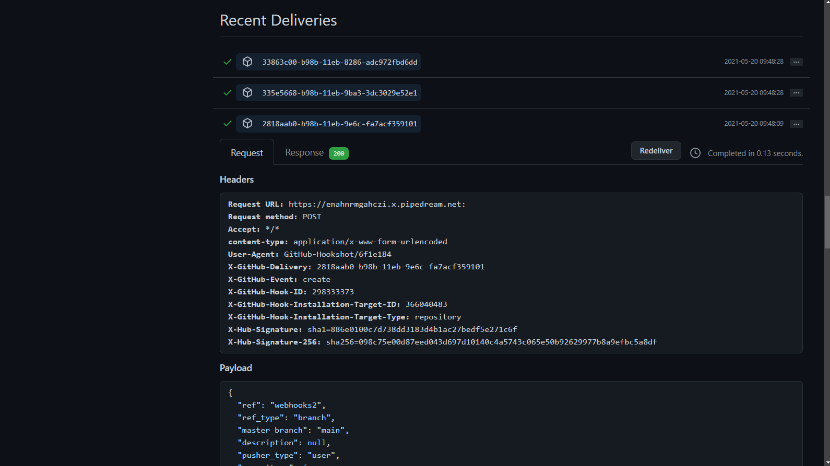 Recent Deliveries
33863c00-b98b-11eb-8286-adc972fbd6dd 2021-05-20 09:48:28 ...
335e5668-b98b-11eb-9ba3-3dc3029e52e1 2021-05-20 09:48:28 ...
2818aab0-b98b-11eb-9e6c-fa7acf359101 2021-05-20 09:48:09 ...
Request Response 200 Redeliver Completed in 0.13 seconds.
Headers
Request URL: https://enahnrmgahczi.x.pipedream.net:
Request method: POST
Accept: */*
content-type: application/x-www-form-urlencoded
User-Agent: GitHub-Hookshot/6f1e184
X-GitHub-Delivery: 2818aab0-b98b-11eb-9e6c-fa7acf359101
X-GitHub-Event: create
X-GitHub-Hook-ID: 298333373
X-GitHub-Hook-Installation-Target-ID: 366040483
X-GitHub-Hook-Installation-Target-Type: repository
X-Hub-Signature: sha1=886e0100c7d738dd3183d4b1ac27bedf5e271c6f
X-Hub-Signature-256: sha256=098c75e00d87eed043d697d10140c4a5743c065e50b92629977b8a9efbc5a8df
Payload
{
"ref": "webhooks2",
"ref_type": "branch",
"master_branch": "main",
"description": null,
"pusher_type": "user",